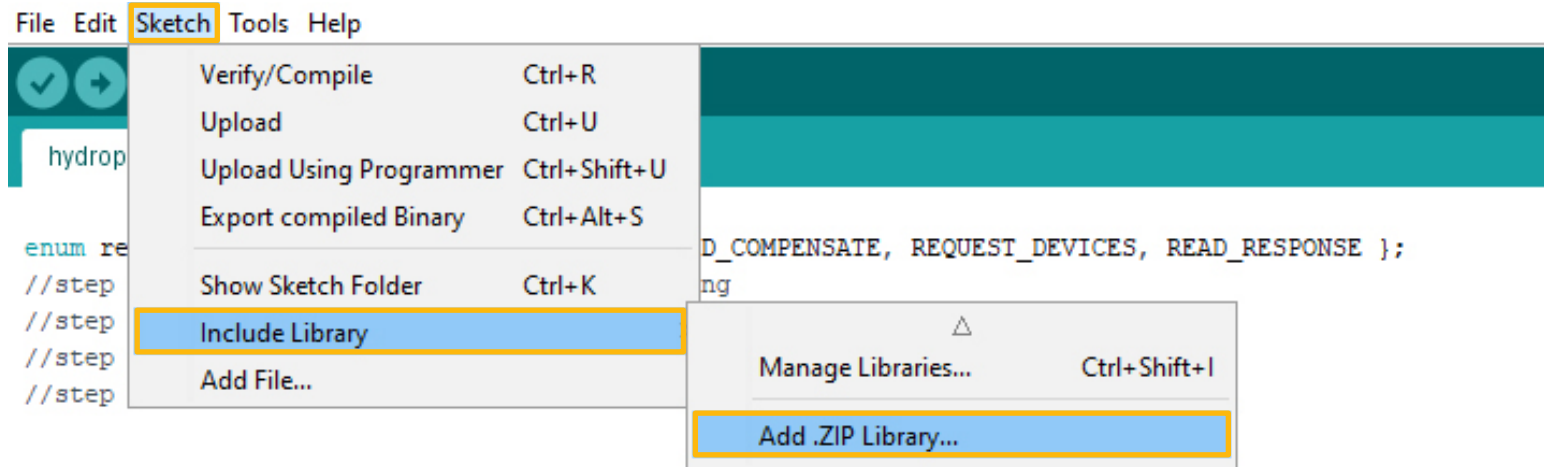 File Edit Sketch Tools Help
Verify/Compile Ctrl+R
Upload Ctrl+U
hydrop
Upload Using Programmer Ctrl+Shift+U
Export compiled Binary Ctrl+Alt+S
enum re D_COMPENSATE, REQUEST_DEVICES, READ_RESPONSE };
//step Show Sketch Folder Ctrl+K ng
//step Include Library
//step Manage Libraries... Ctrl+Shift+I
//step Add File...
Add .ZIP Library...